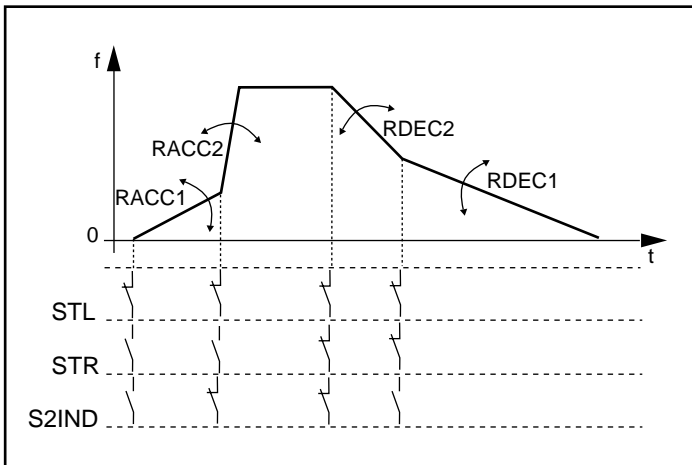 f
RACC2
RDEC2
RACC1
RDEC1
0
t
STL
STR
S2IND